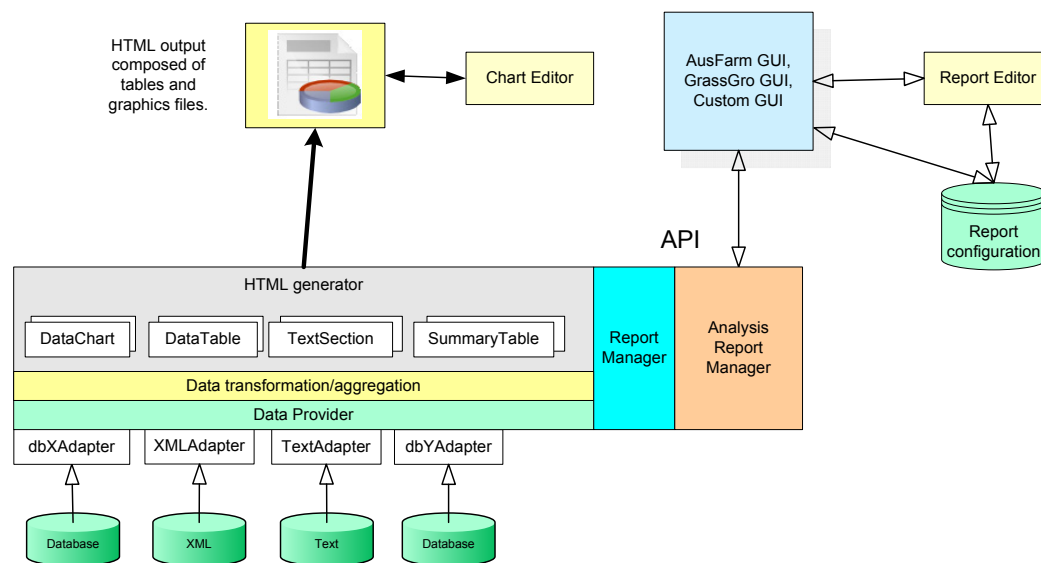 HTML output
composed of
tables and
graphics files.
Chart Editor
AusFarm GUI,
GrassGro GUI,
Custom GUI
Report Editor
Report
configuration
API
HTML generator
DataChart
DataTable
TextSection
SummaryTable
Report
Manager
Analysis
Report
Manager
Data transformation/aggregation
Data Provider
dbXAdapter
XMLAdapter
TextAdapter
dbYAdapter
Database
XML
Text
Database